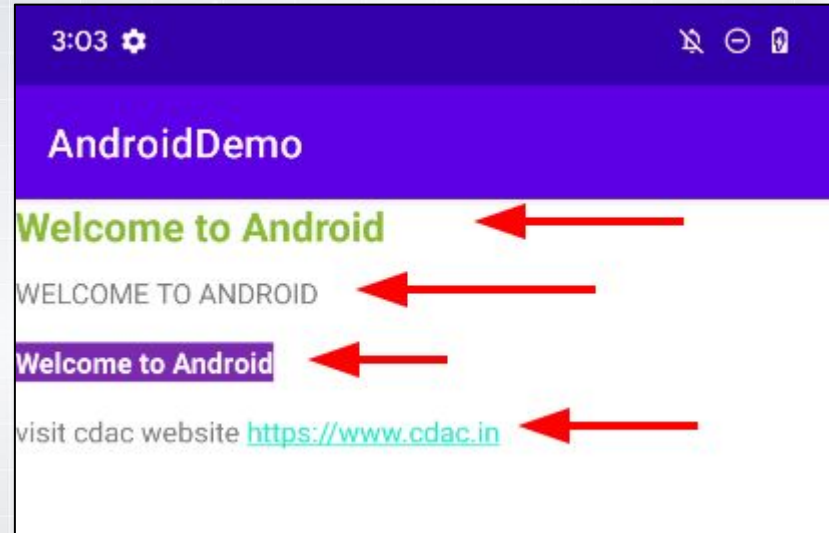 3:03
AndroidDemo
Welcome to Android
WELCOME TO ANDROID
Welcome to Android
visit cdac website https://www.cdac.in